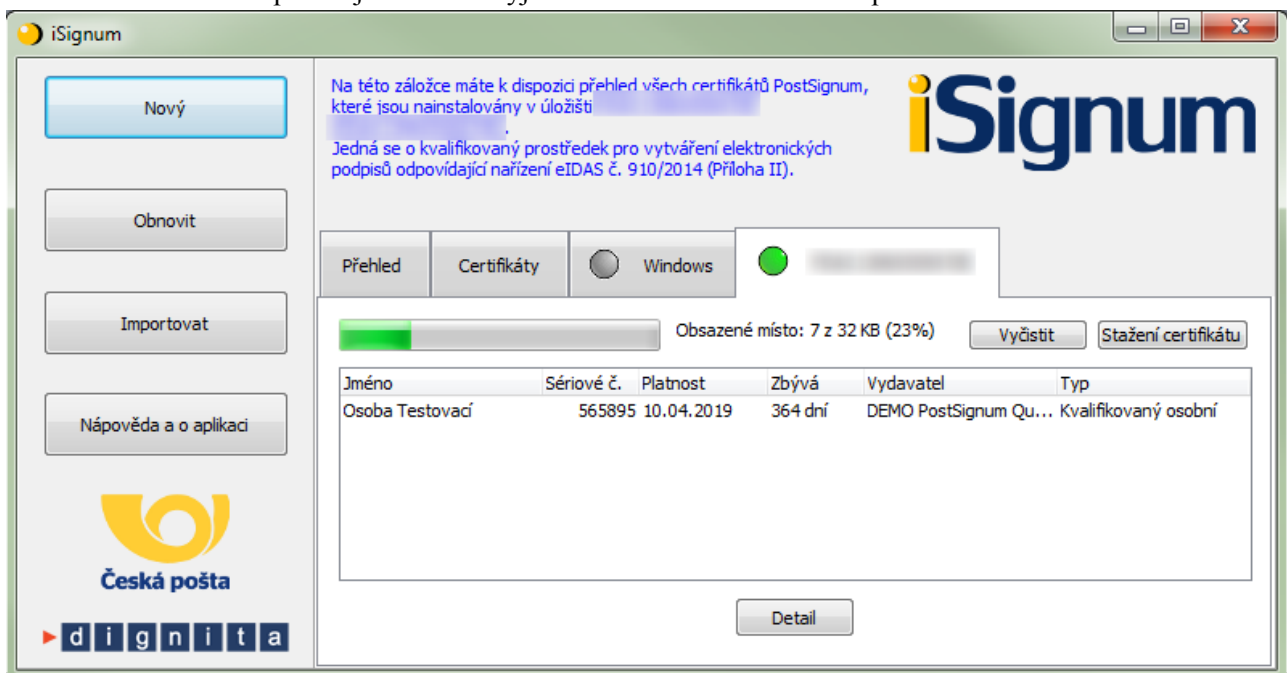 iSignum
Nový
Obnovit
Importovat
Nápověda a o aplikaci
Česká pošta
dignita
Na této záložce máte k dispozici přehled všech certifikátů PostSignum,
které jsou nainstalovány v úložišti
.
Jedná se o kvalifikovaný prostředek pro vytváření elektronických
podpisů odpovídající nařízení eIDAS č. 910/2014 (Příloha II).
iSignum
Přehled Certifikáty Windows
Obsazené místo: 7 z 32 KB (23%) Vyčistit Stažení certifikátu
Jméno Sériové č. Platnost Zbývá Vydavatel Typ
Osoba Testovací 565895 10.04.2019 364 dní DEMO PostSignum Qu... Kvalifikovaný osobní
Detail